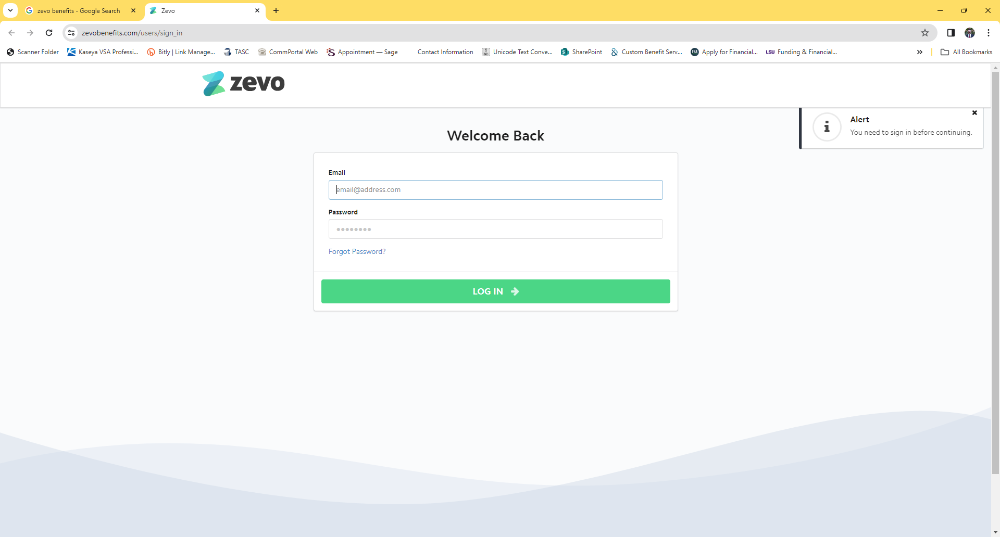 zevo benefits - Google Search
Zevo
zevobenefits.com/users/sign_in
Scanner Folder
Kaseya VSA Professi...
Bitly | Link Manage...
TASC
CommPortal Web
Appointment — Sage
Contact Information
Unicode Text Conve...
SharePoint
Custom Benefit Serv...
FSA
Apply for Financial...
LSU
Funding & Financial...
All Bookmarks
zevo
Alert
You need to sign in before continuing.
Welcome Back
Email
email@address.com
Password
Forgot Password?
LOG IN